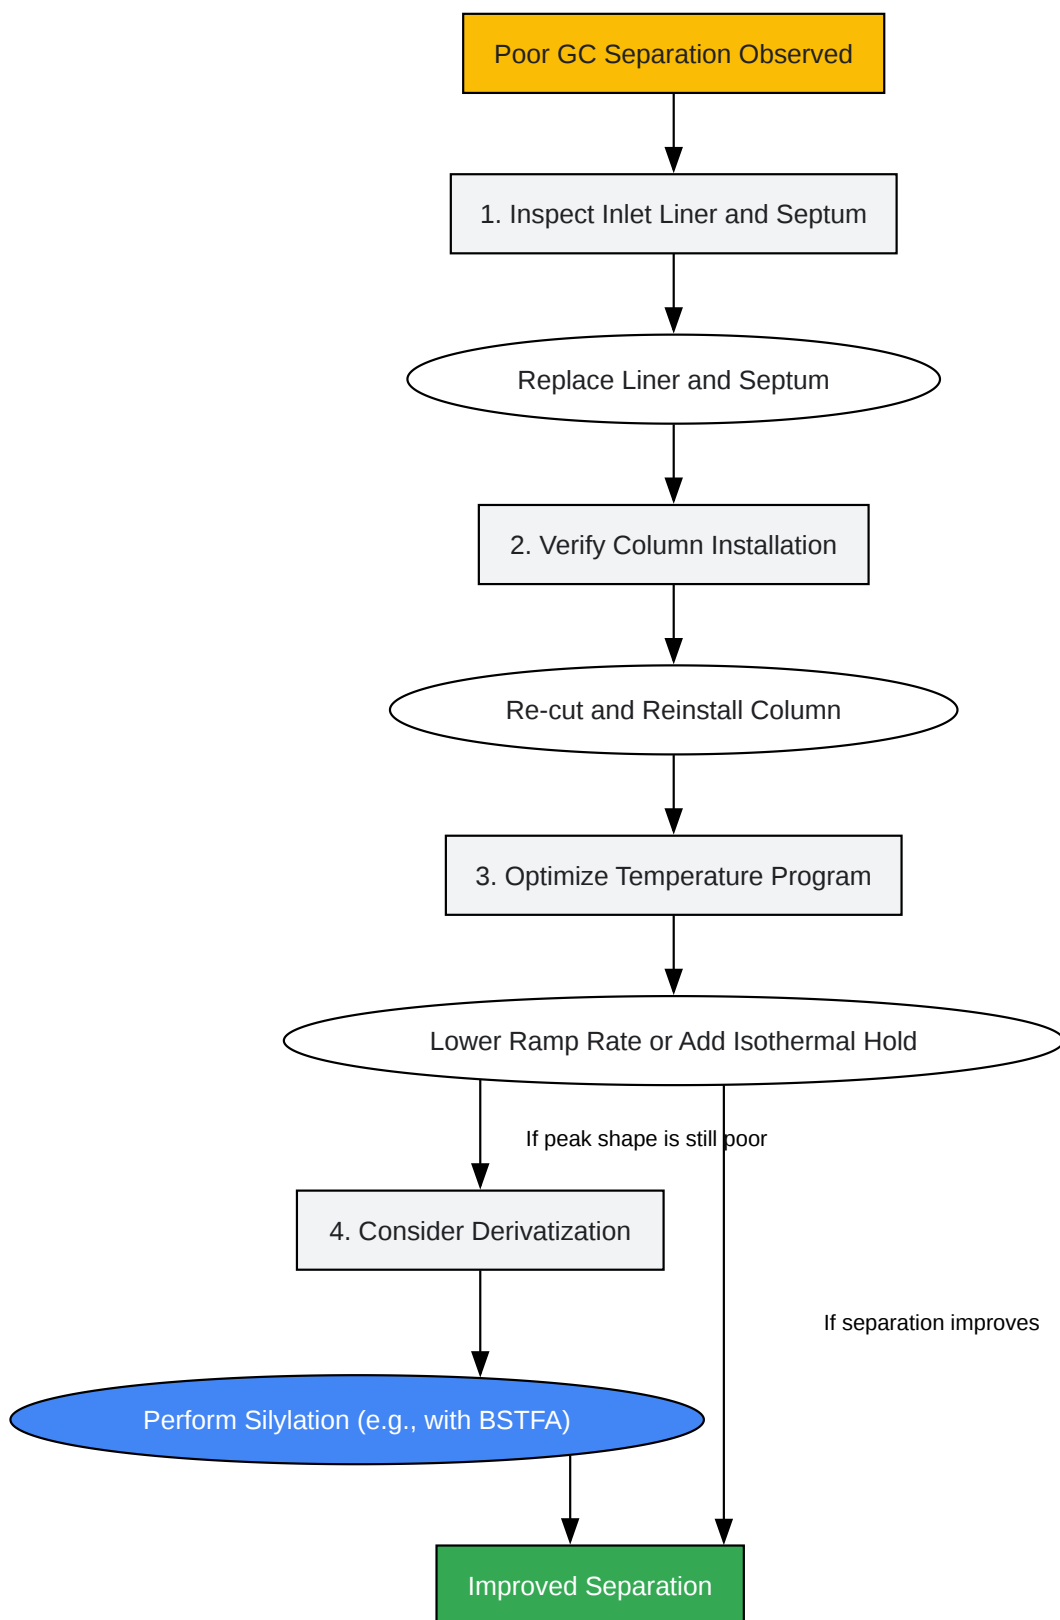 Poor GC Separation Observed
1. Inspect Inlet Liner and Septum
Replace Liner and Septum
2. Verify Column Installation
Re-cut and Reinstall Column
3. Optimize Temperature Program
Lower Ramp Rate or Add Isothermal Hold
If peak shape is still poor
4. Consider Derivatization
If separation improves
Perform Silylation (e.g., with BSTFA)
Improved Separation